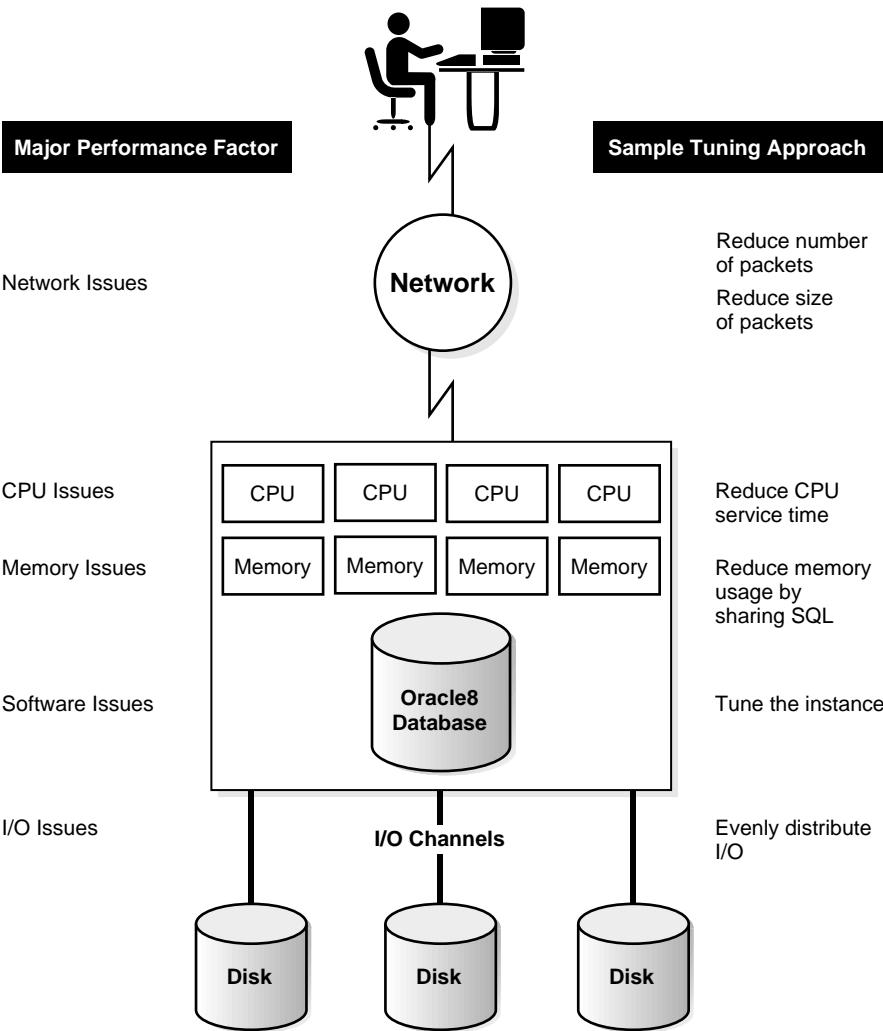 Major Performance Factor
Sample Tuning Approach
Network Issues
Network
Reduce number
of packets
Reduce size
of packets
CPU Issues
CPU
CPU
CPU
CPU
Reduce CPU
service time
Memory Issues
Memory
Memory
Memory
Memory
Reduce memory
usage by
sharing SQL
Software Issues
Oracle8
Database
Tune the instance
I/O Issues
I/O Channels
Evenly distribute
I/O
Disk
Disk
Disk